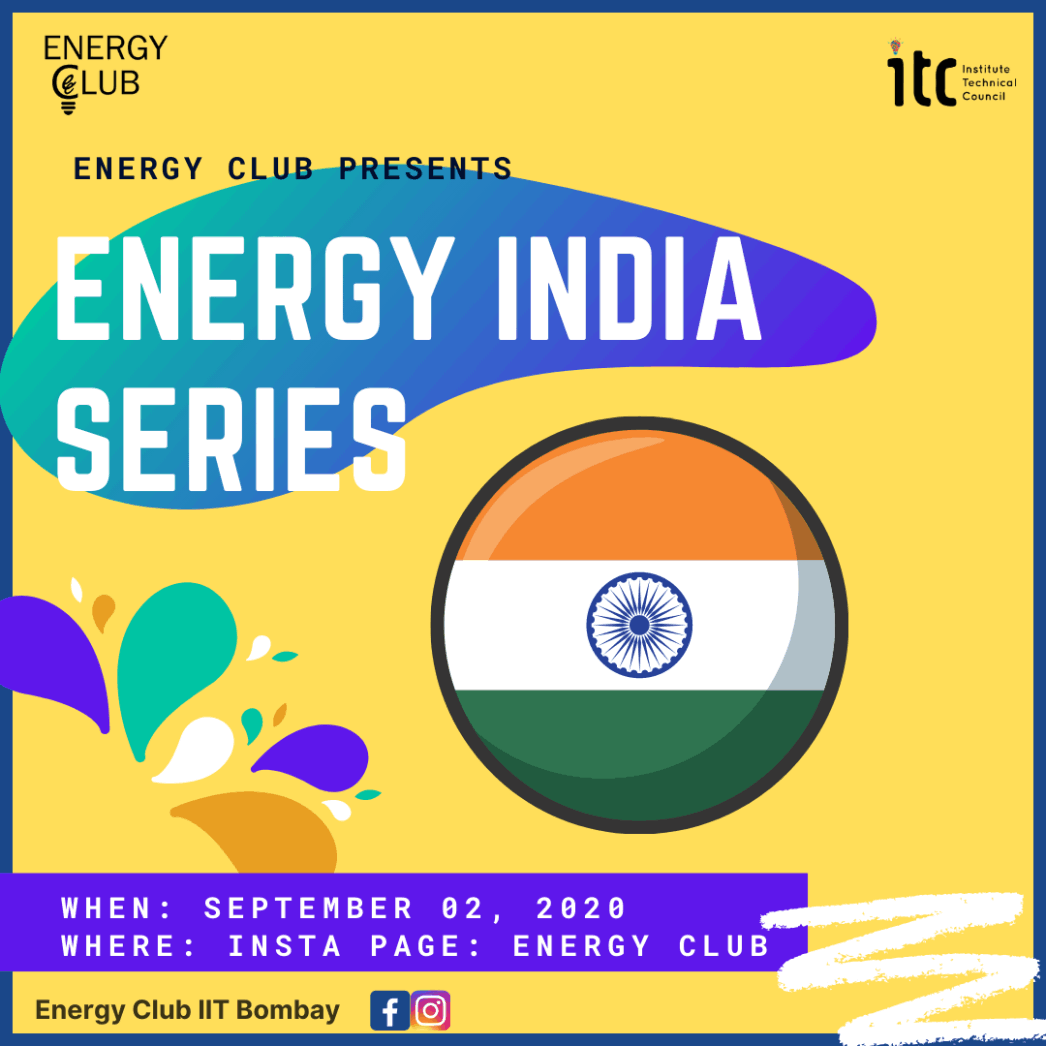 ENERGY
CLUB
itc Institute
Technical
Council
ENERGY CLUB PRESENTS
ENERGY INDIA
SERIES
WHEN: SEPTEMBER 02, 2020
WHERE: INSTA PAGE: ENERGY CLUB
Energy Club IIT Bombay